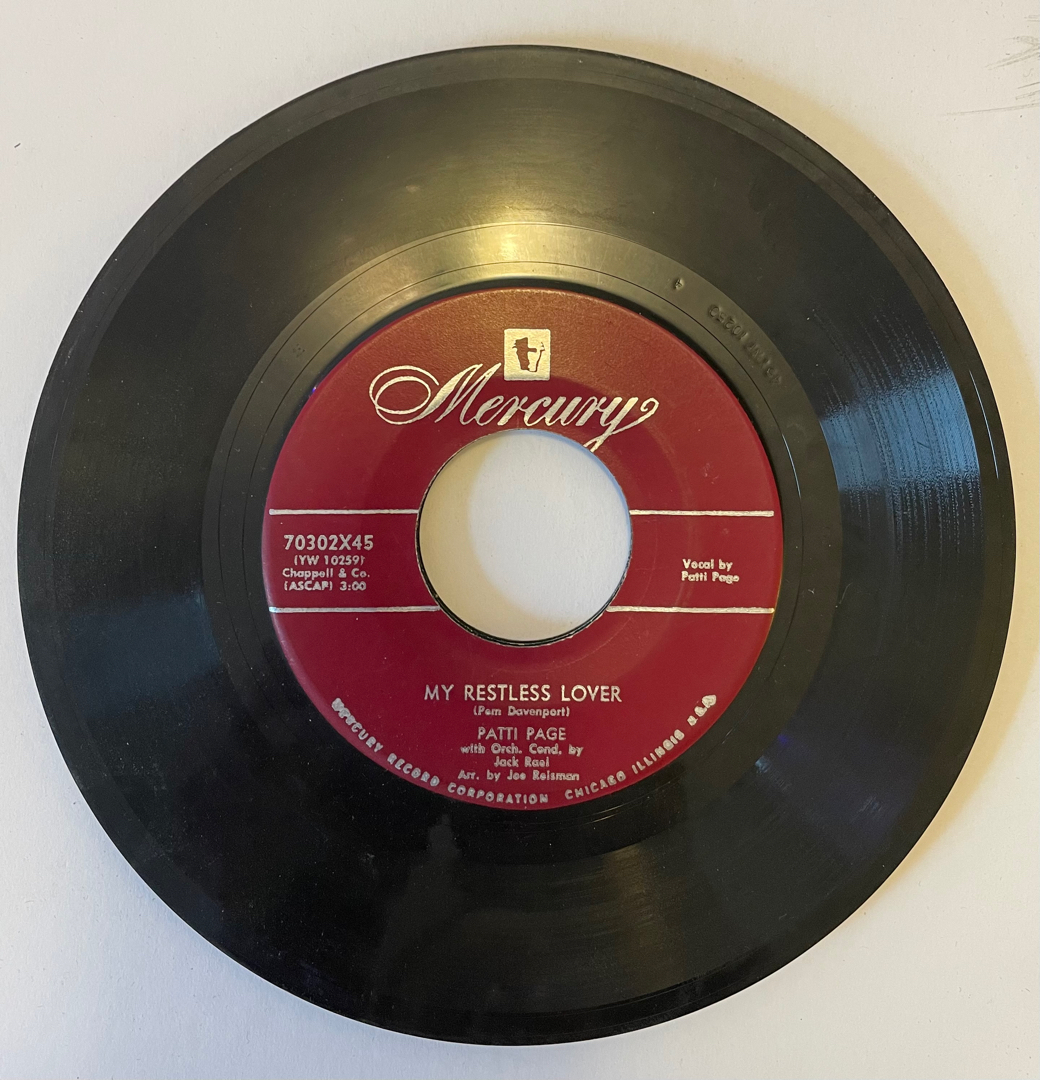 Mercury
70302X45
(YW 10259)
Chappell & Co.
(ASCAP) 3:00
Vocal by
Patti Page
MY RESTLESS LOVER
(Pem Davenport)
PATTI PAGE
with Orch. Cond. by
Jack Rael
Arr. by Joe Reisman
MERCURY RECORD CORPORATION CHICAGO ILLINOIS U.S.A.